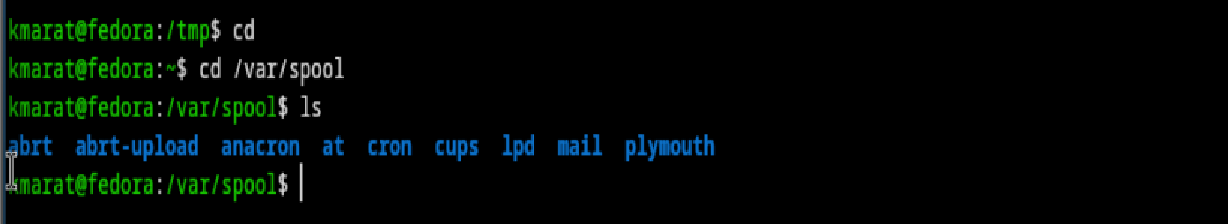 kmarat@fedora:/tmp$ cd
kmarat@fedora:~$ cd /var/spool
kmarat@fedora:/var/spool$ ls
abrt  abrt-upload  anacron  at  cron  cups  lpd  mail  plymouth
kmarat@fedora:/var/spool$